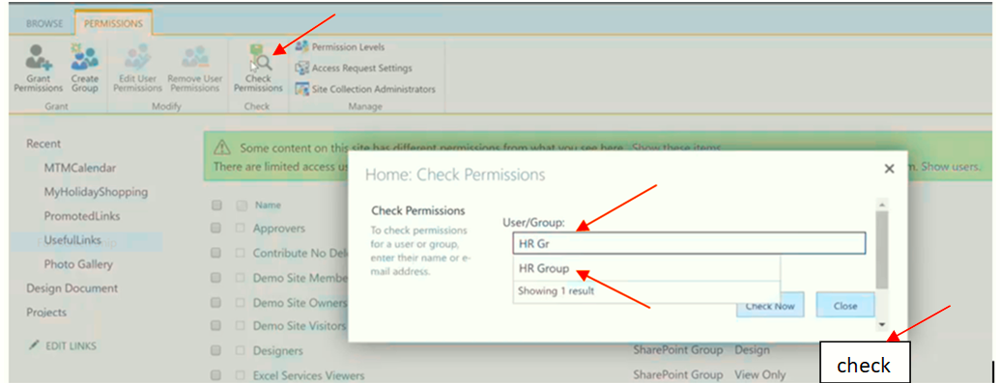 BROWSE PERMISSIONS
Grant Permissions
Create Group
Edit User Permissions
Remove User Permissions
Check Permissions
Permission Levels
Access Request Settings
Site Collection Administrators
Grant Modify Check Manage
Recent
MTMCalendar
MyHolidayShopping
PromotedLinks
UsefulLinks
Photo Gallery
Design Document
Projects
EDIT LINKS
Some content on this site has different permissions from what you see here. Show these items.
There are limited access us
m. Show users.
Name
Approvers
Contribute No Del
Demo Site Membe
Demo Site Owners
Demo Site Visitors
Designers SharePoint Group Design
Excel Services Viewers SharePoint Group View Only
Home: Check Permissions
Check Permissions
To check permissions
for a user or group,
enter their name or e-
mail address.
User/Group:
HR Gr
HR Group
Showing 1 result
Check Now Close
check